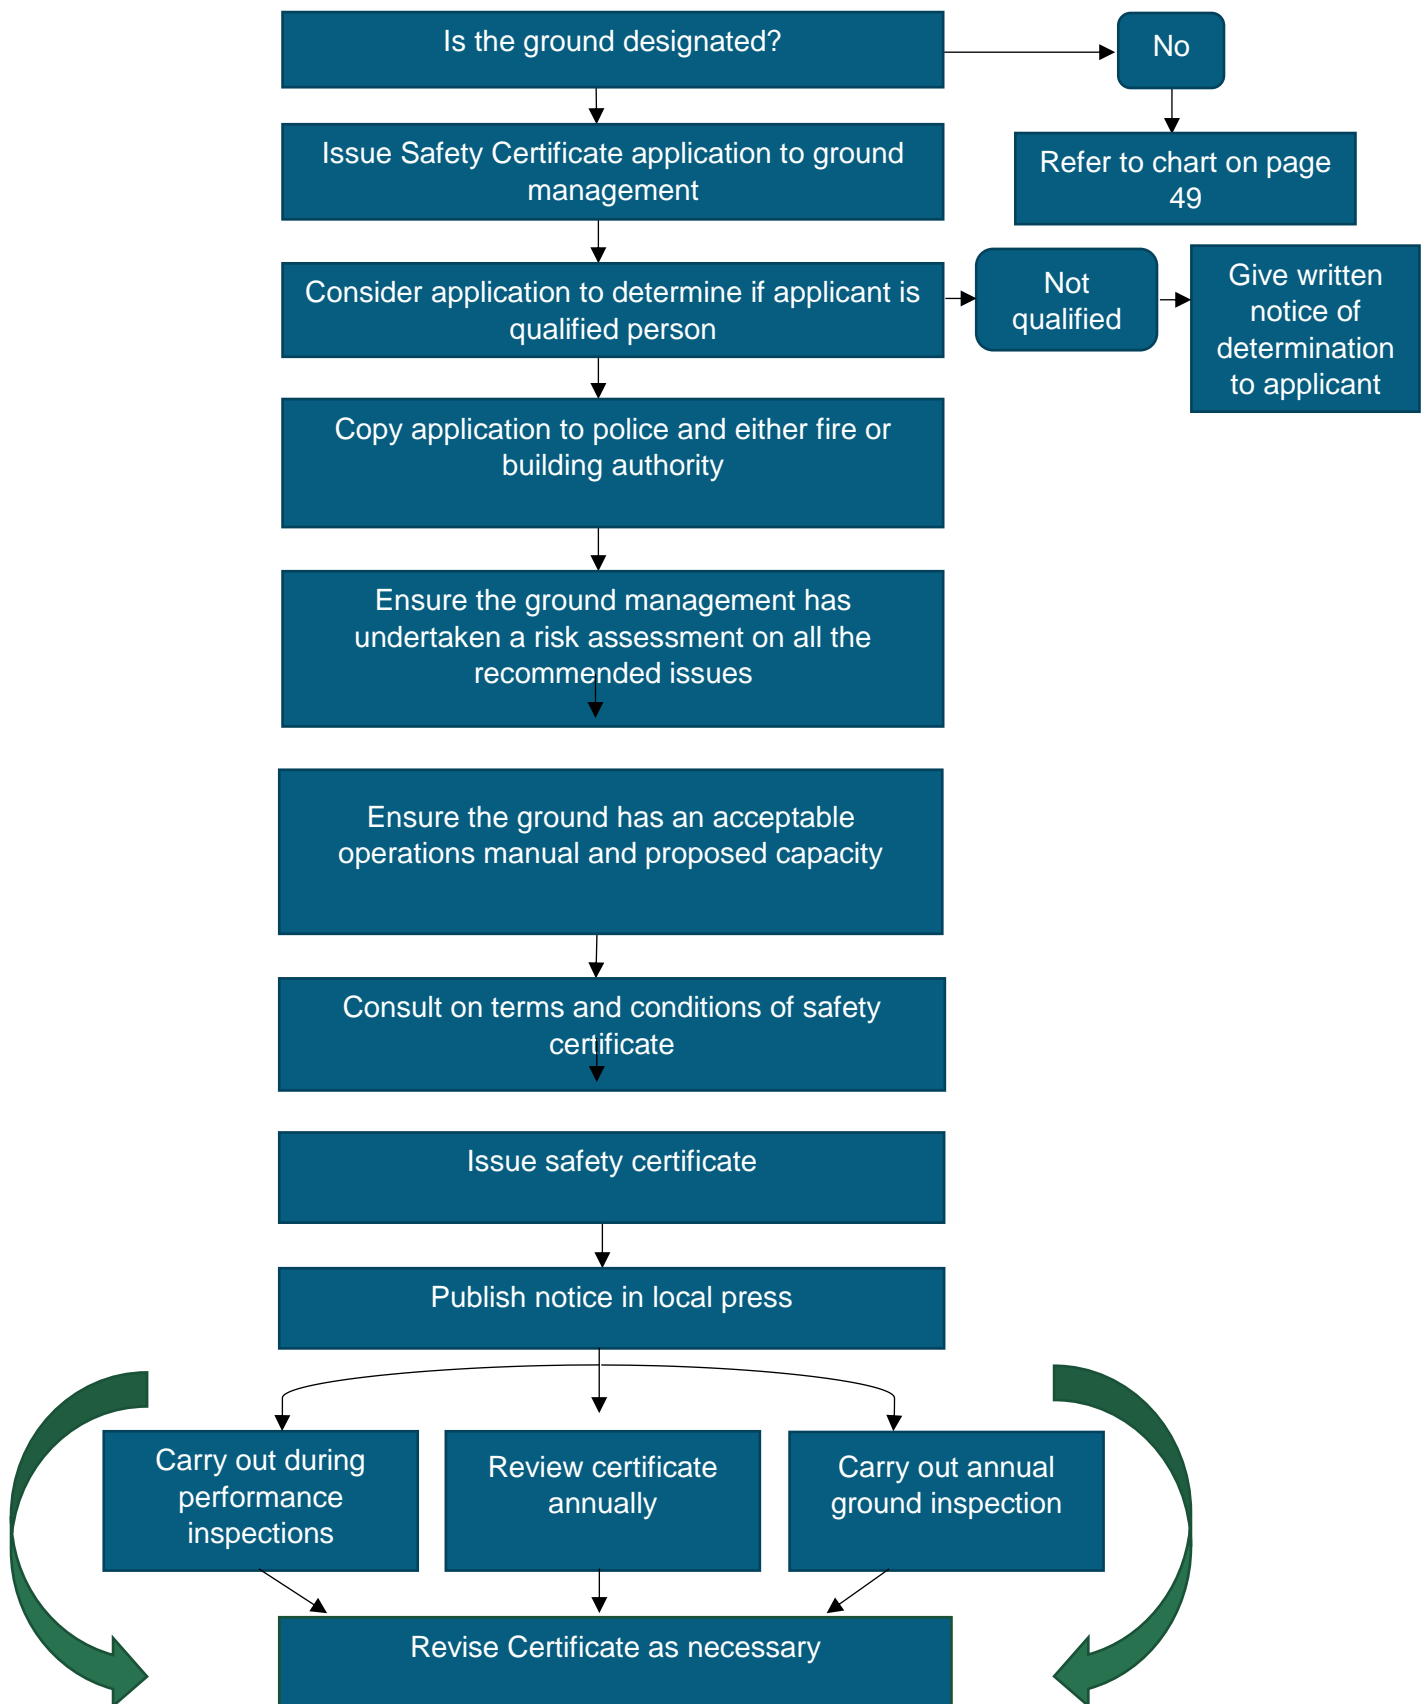 Is the ground designated?
No
Issue Safety Certificate application to ground
management
Refer to chart on page
49
Consider application to determine if applicant is
qualified person
Not
qualified
Give written
notice of
determination
to applicant
Copy application to police and either fire or
building authority
Ensure the ground management has
undertaken a risk assessment on all the
recommended issues
Ensure the ground has an acceptable
operations manual and proposed capacity
Consult on terms and conditions of safety
certificate
Issue safety certificate
Publish notice in local press
Carry out during
performance
inspections
Review certificate
annually
Carry out annual
ground inspection
Revise Certificate as necessary